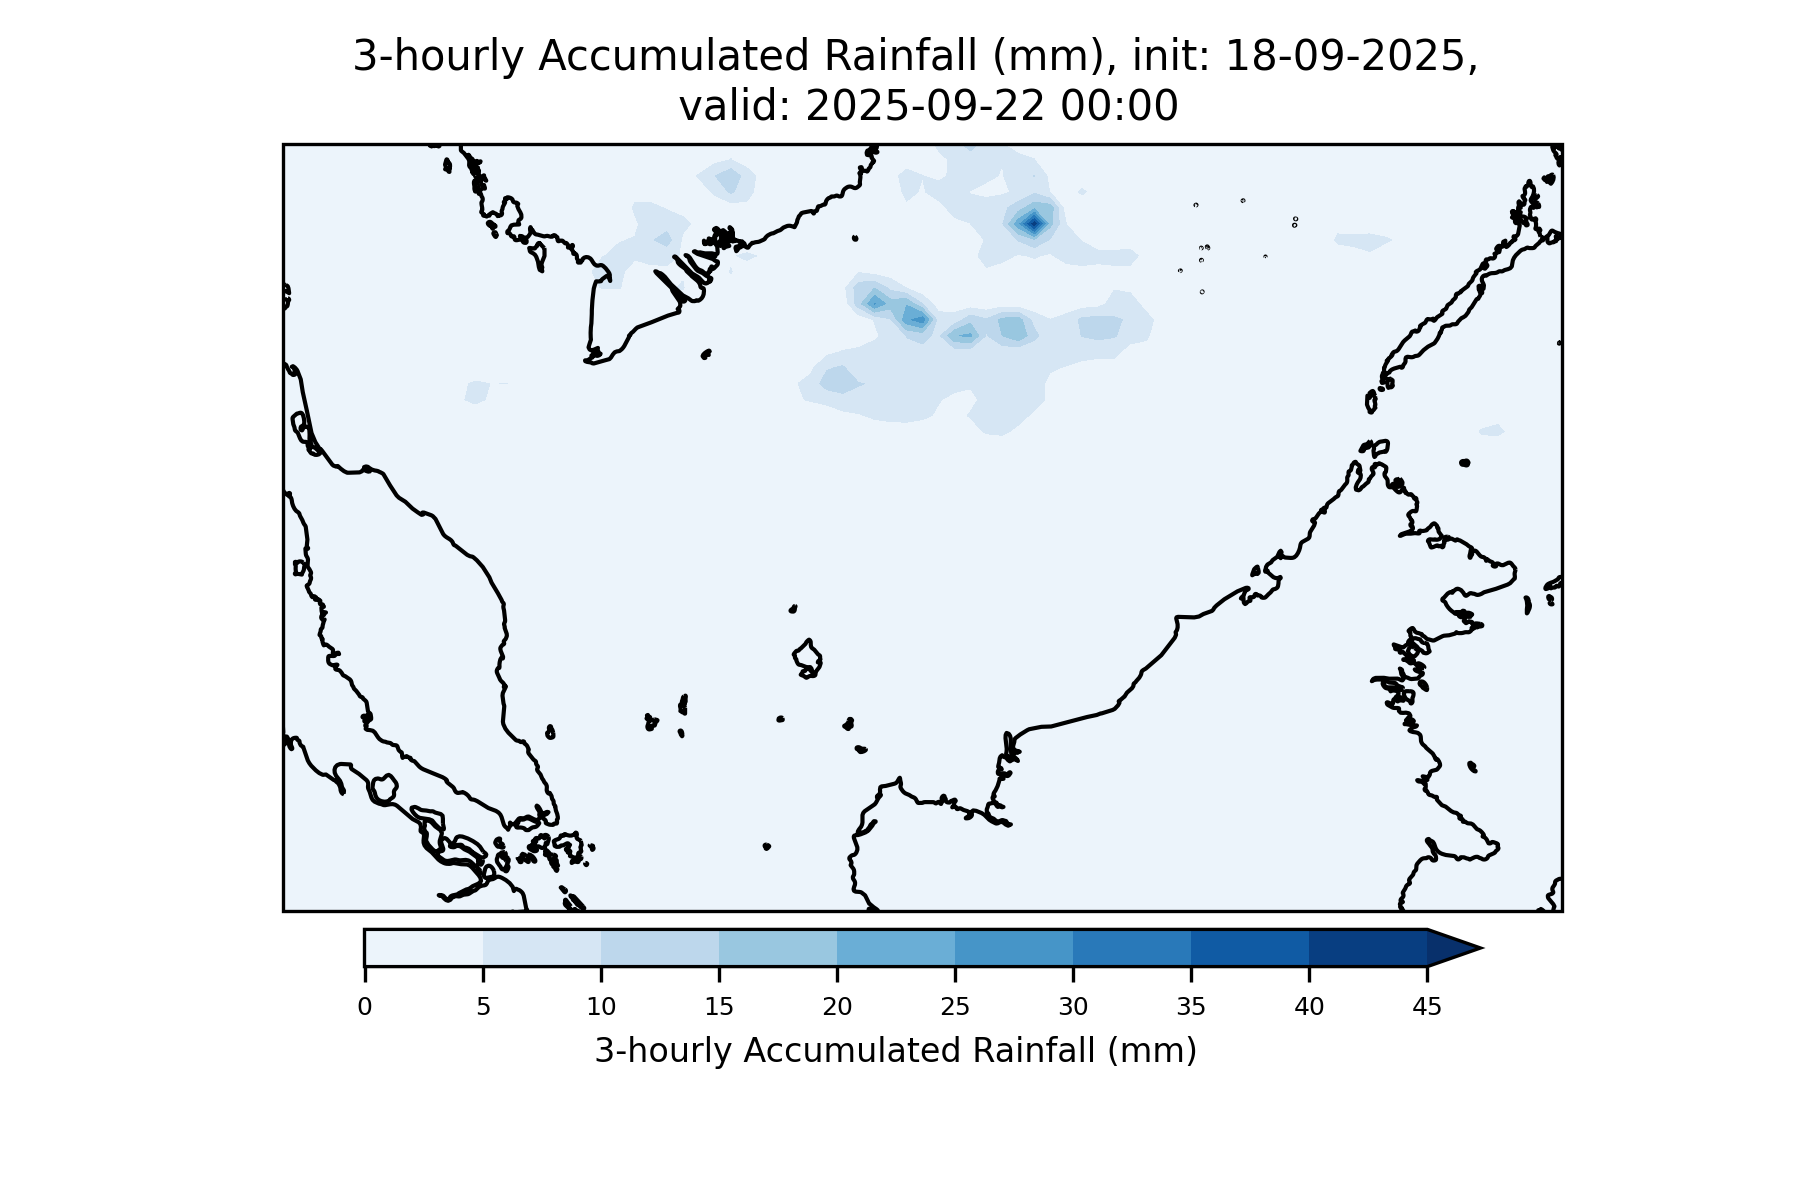 3-hourly Accumulated Rainfall (mm), init: 18-09-2025,
valid: 2025-09-22 00:00
0 5 10 15 20 25 30 35 40 45
3-hourly Accumulated Rainfall (mm)